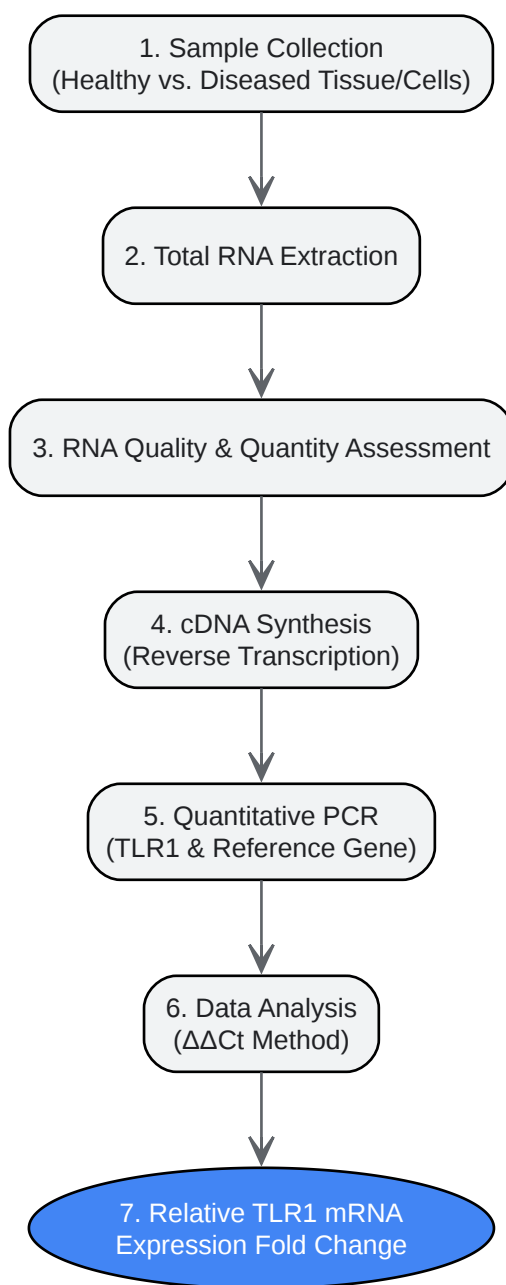 1. Sample Collection
(Healthy vs. Diseased Tissue/Cells)
2. Total RNA Extraction
3. RNA Quality & Quantity Assessment
4. cDNA Synthesis
(Reverse Transcription)
5. Quantitative PCR
(TLR1 & Reference Gene)
6. Data Analysis
(ΔΔCt Method)
7. Relative TLR1 mRNA
Expression Fold Change